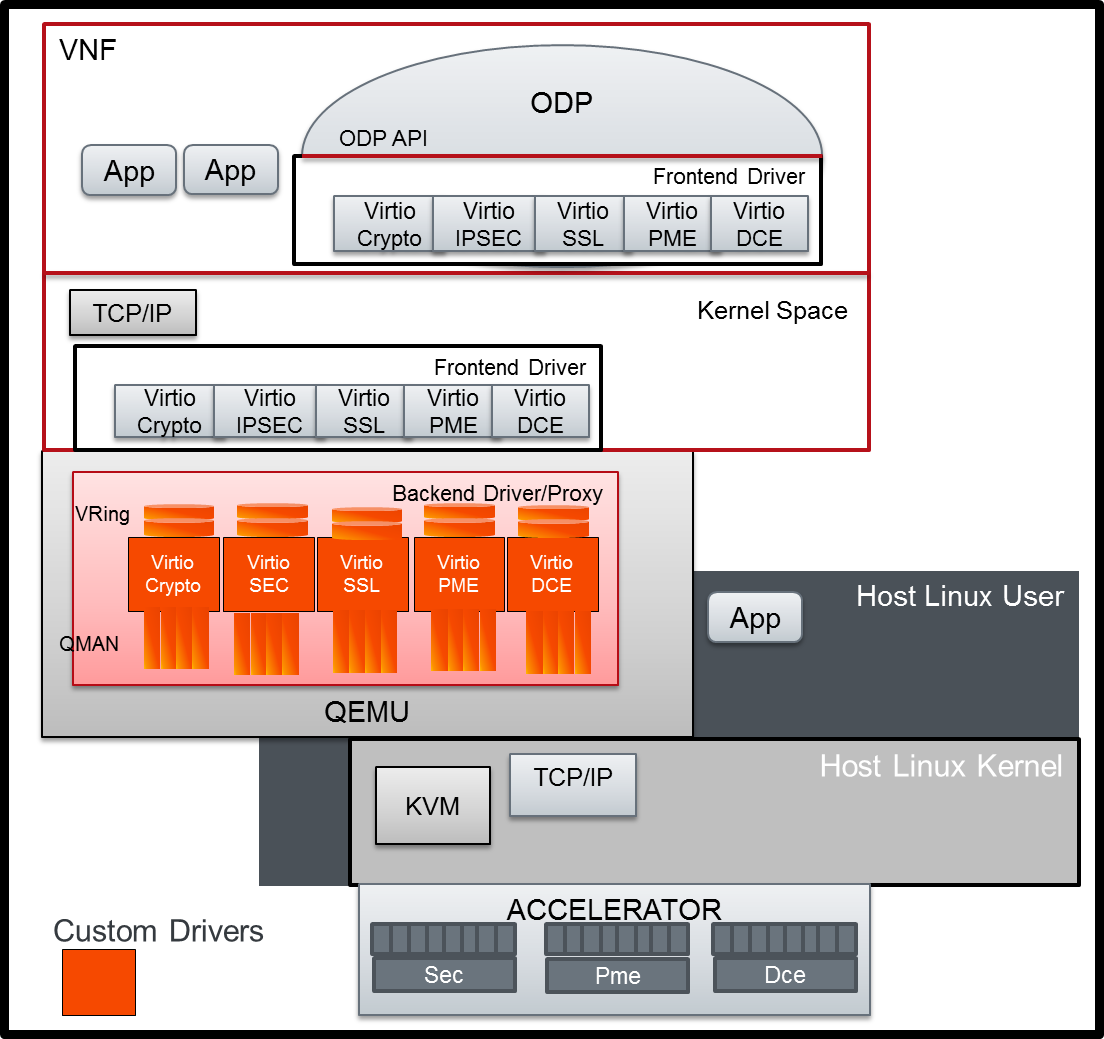 VNF
ODP
ODP API
App
App
Frontend Driver
Virtio Crypto
Virtio IPSEC
Virtio SSL
Virtio PME
Virtio DCE
TCP/IP
Kernel Space
Frontend Driver
Virtio Crypto
Virtio IPSEC
Virtio SSL
Virtio PME
Virtio DCE
Backend Driver/Proxy
VRing
Virtio Crypto
Virtio SEC
Virtio SSL
Virtio PME
Virtio DCE
QMAN
QEMU
Host Linux User
App
Host Linux Kernel
KVM
TCP/IP
ACCELERATOR
Sec
Pme
Dce
Custom Drivers